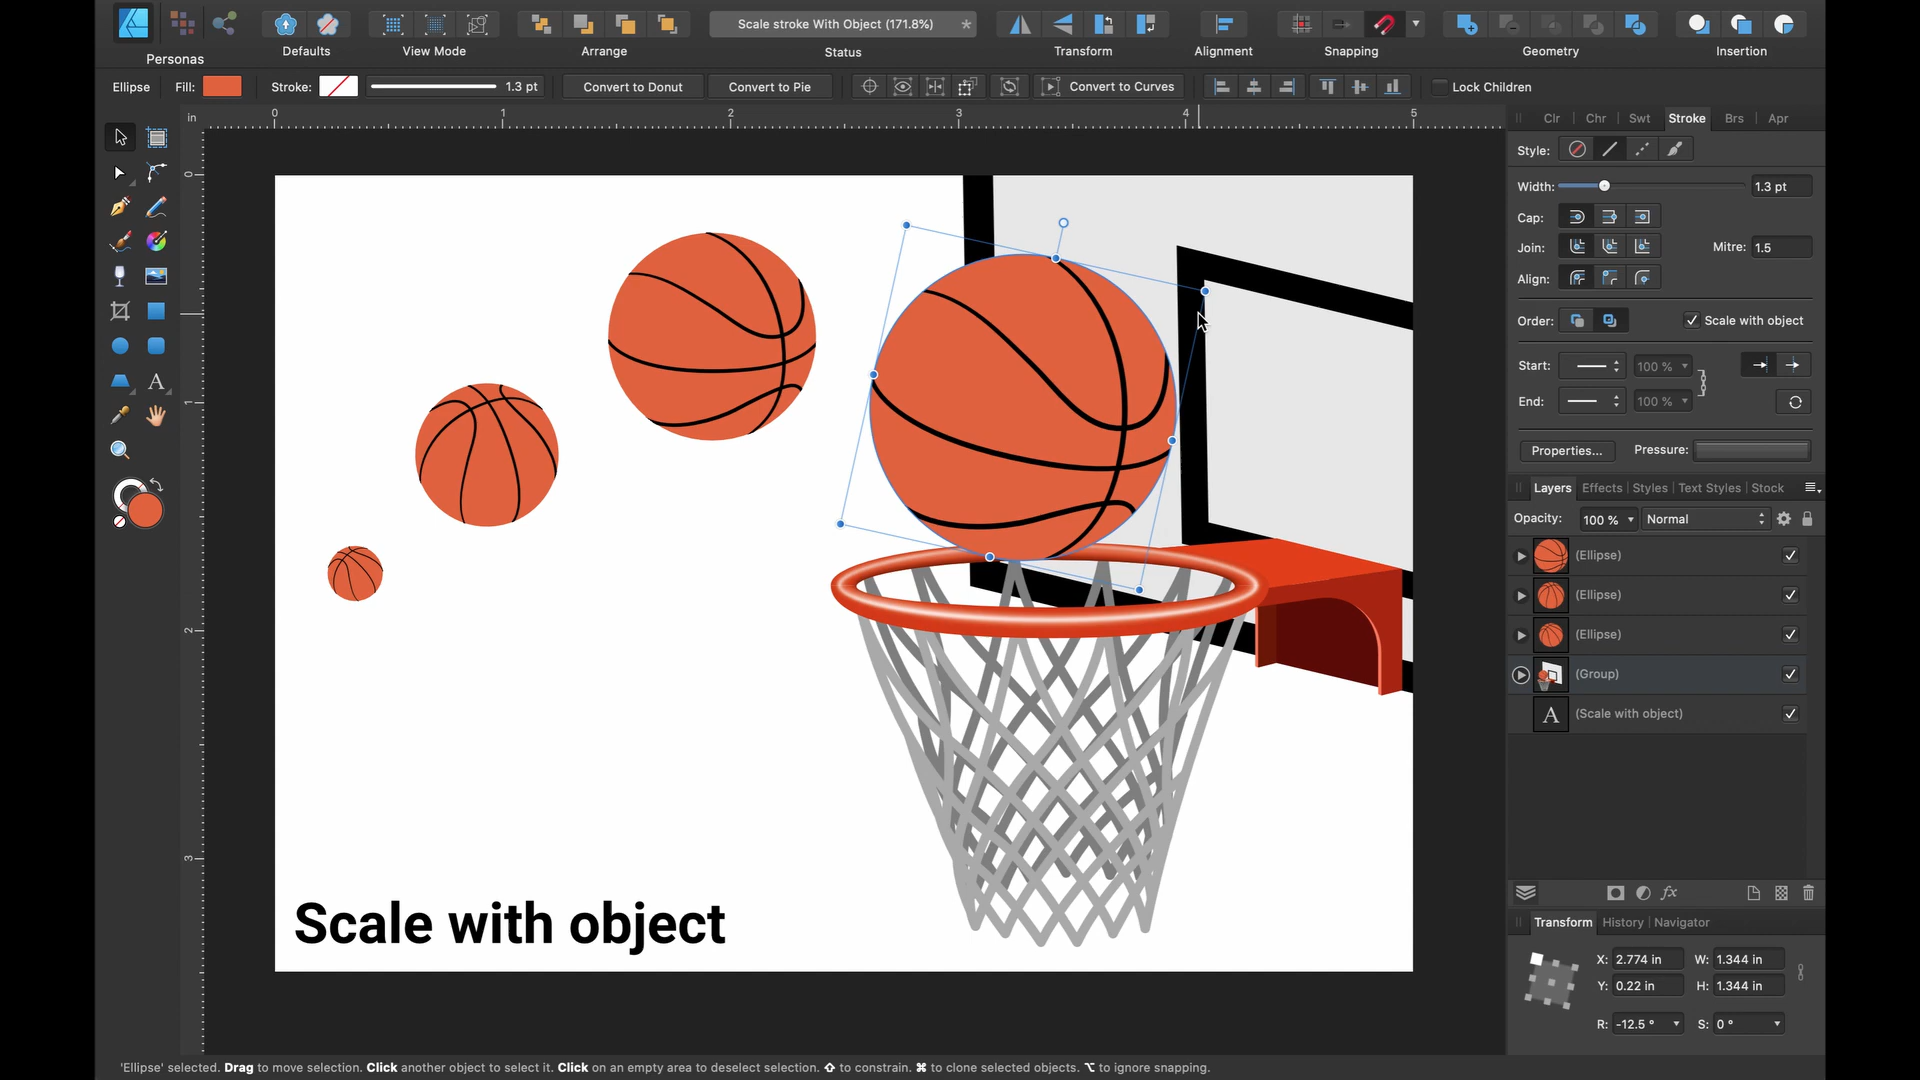 Scale stroke With Object (171.8%) *
Personas
Defaults
View Mode
Arrange
Status
Transform
Alignment
Snapping
Geometry
Insertion
Ellipse
Fill:
Stroke:
1.3 pt
Convert to Donut
Convert to Pie
Convert to Curves
Lock Children
in
0 1 2 3 4 5
0
1
2
3
Clr Chr Swt Stroke Brs Apr
Style:
Width: 1.3 pt
Cap:
Join: Mitre: 1.5
Align:
Order: Scale with object
Start: 100 %
End: 100 %
Properties... Pressure:
Layers Effects Styles Text Styles Stock
Opacity: 100 % Normal
(Ellipse)
(Ellipse)
(Ellipse)
(Group)
A (Scale with object)
fx
Transform History Navigator
X: 2.774 in W: 1.344 in
Y: 0.22 in H: 1.344 in
R: -12.5 ° S: 0 °
A
Scale with object
'Ellipse' selected. Drag to move selection. Click another object to select it. Click on an empty area to deselect selection. ⇧ to constrain. ⌘ to clone selected objects. ⌥ to ignore snapping.